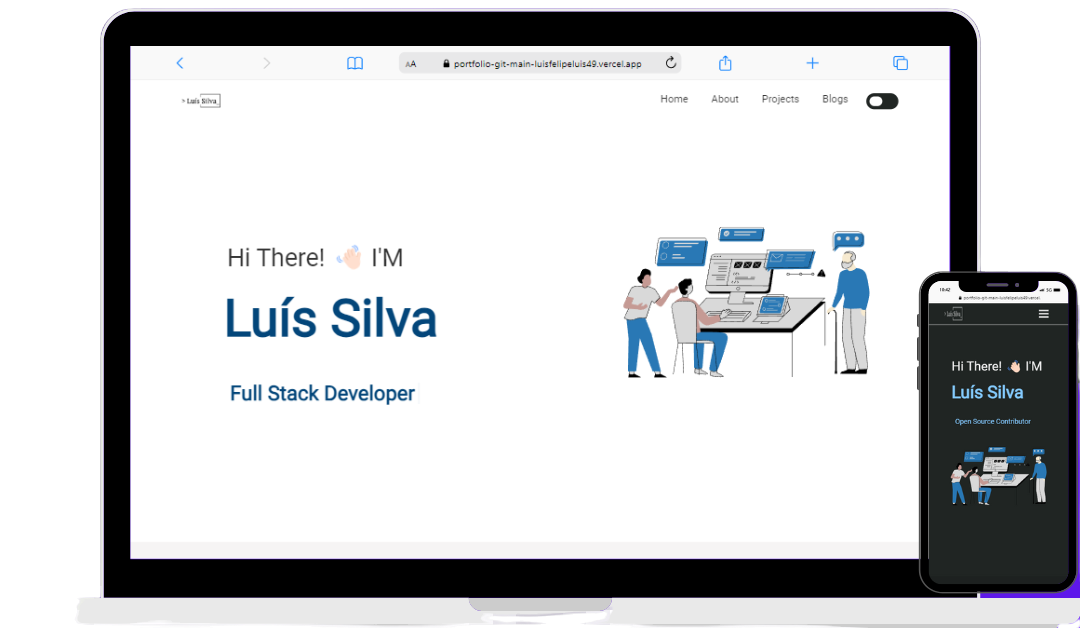 AA portfolio-git-main-luisfelipeluis49.vercel.app
Luís Silva
Home About Projects Blogs
Hi There! 👋🏻 I'M
Luís Silva
Full Stack Developer
18:42 5G
portfolio-git-main-luisfelipeluis49.vercel
Luís Silva
Hi There! 👋🏻 I'M
Luís Silva
Open Source Contributor